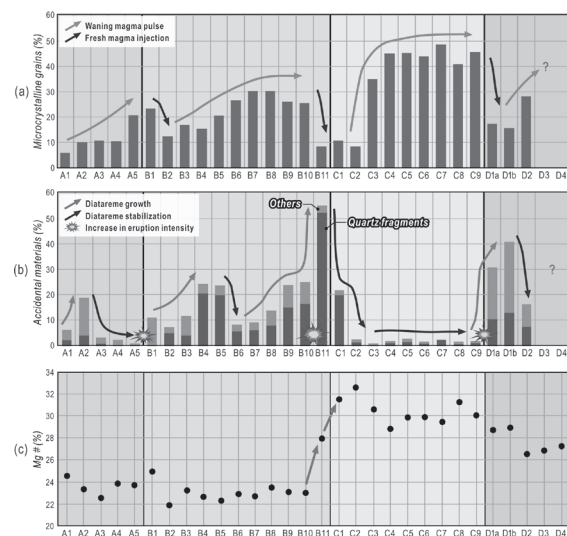 (a)
Microcrystalline grains (%)
80
70
60
50
40
30
20
10
0
Waning magma pulse
Fresh magma injection
?
A1 A2 A3 A4 A5 B1 B2 B3 B4 B5 B6 B7 B8 B9 B10 B11 C1 C2 C3 C4 C5 C6 C7 C8 C9 D1a D1b D2 D3 D4
(b)
Accidental materials (%)
60
50
40
30
20
10
0
Diatareme growth
Diatareme stabilization
Increase in eruption intensity
Others
Quartz fragments
?
A1 A2 A3 A4 A5 B1 B2 B3 B4 B5 B6 B7 B8 B9 B10 B11 C1 C2 C3 C4 C5 C6 C7 C8 C9 D1a D1b D2 D3 D4
(c)
Mg # (%)
34
32
30
28
26
24
22
20
A1 A2 A3 A4 A5 B1 B2 B3 B4 B5 B6 B7 B8 B9 B10 B11 C1 C2 C3 C4 C5 C6 C7 C8 C9 D1a D1b D2 D3 D4